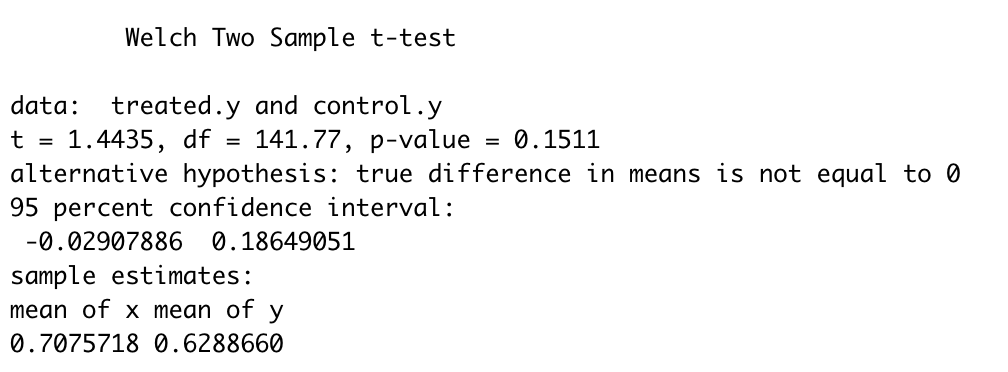 Welch Two Sample t-test
data:  treated.y and control.y
t = 1.4435, df = 141.77, p-value = 0.1511
alternative hypothesis: true difference in means is not equal to 0
95 percent confidence interval:
 -0.02907886  0.18649051
sample estimates:
mean of x mean of y
0.7075718 0.6288660